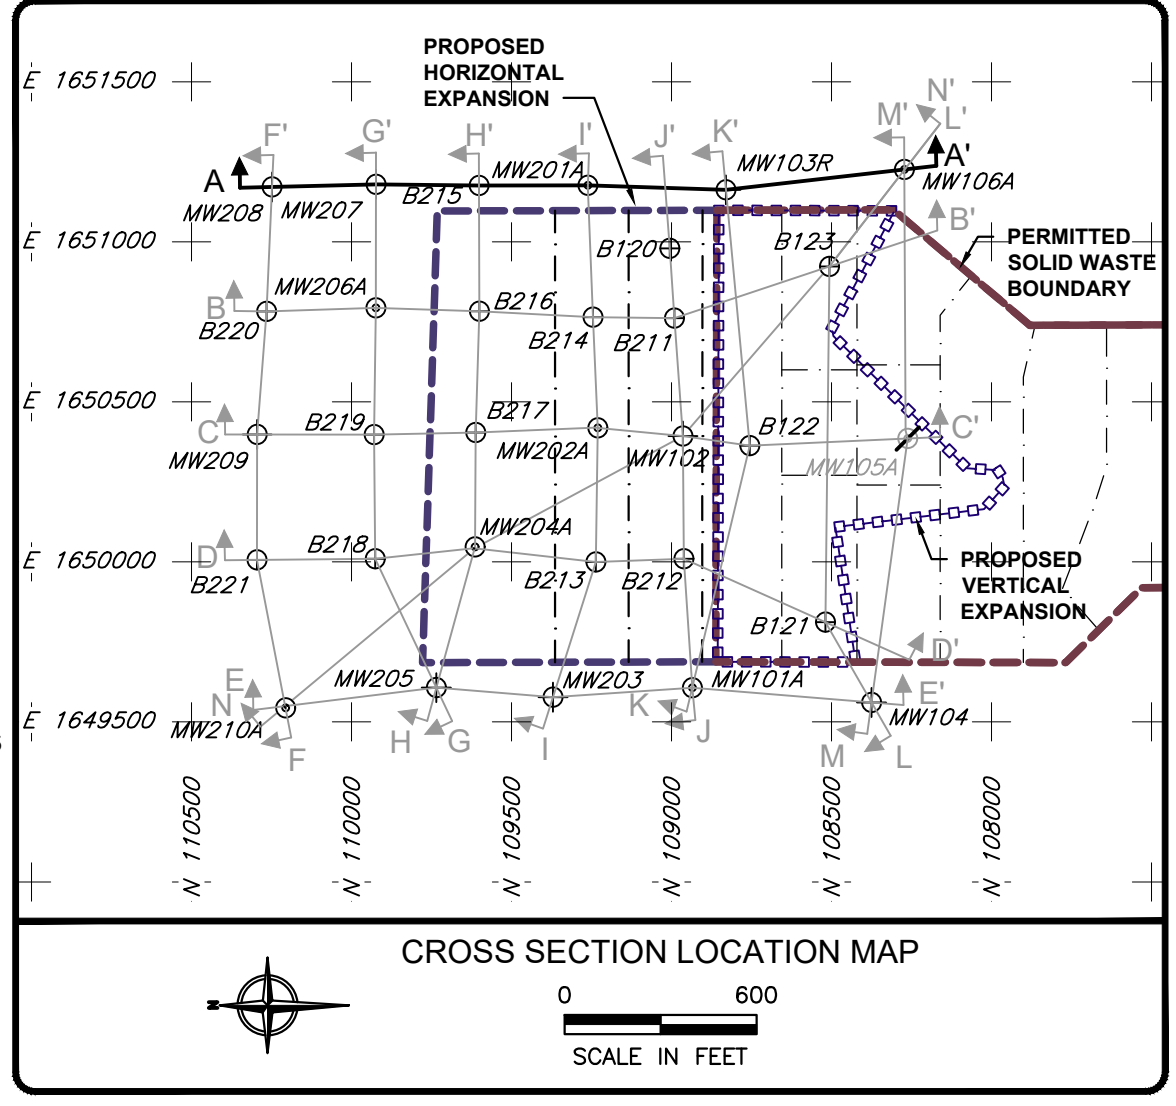 PROPOSED
HORIZONTAL
EXPANSION
E 1651500
N'
F'
G'
H'
I'
J'
K'
M'
L'
A
MW208
MW207
B215
MW201A
MW103R
A'
MW106A
E 1651000
B120
B123
B'
PERMITTED
SOLID WASTE
BOUNDARY
MW206A
B
B220
B216
B214
B211
E 1650500
C
MW209
B219
B217
MW202A
MW102
B122
MW105A
C'
E 1650000
D
B221
B218
MW204A
B213
B212
PROPOSED
VERTICAL
EXPANSION
B121
D'
E
N
MW205
MW203
MW101A
K
E'
MW104
E 1649500
MW210A
F
H
G
I
J
M
L
N 110500
N 110000
N 109500
N 109000
N 108500
N 108000
CROSS SECTION LOCATION MAP
N
0 600
SCALE IN FEET